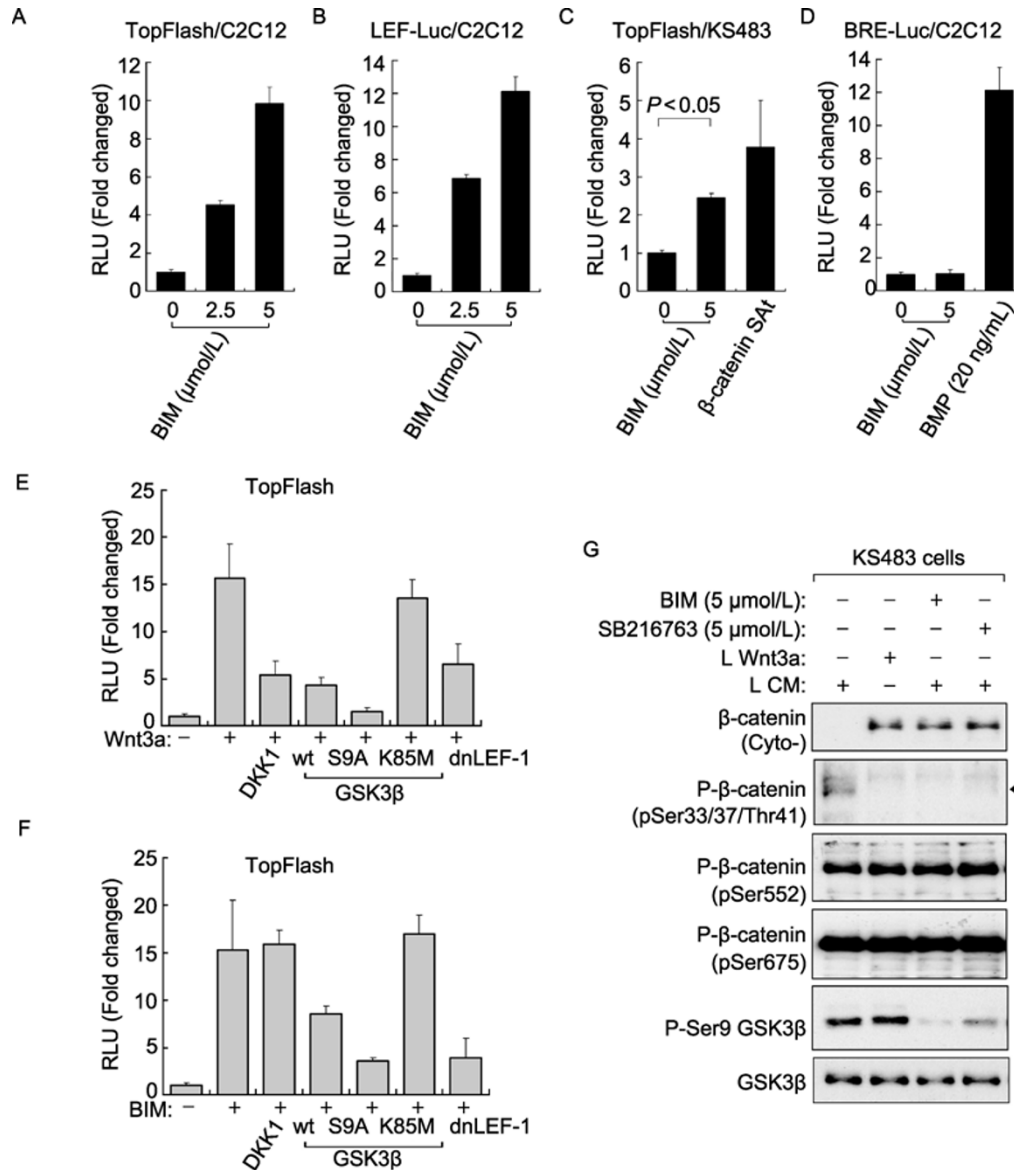 A
TopFlash/C2C12
RLU (Fold changed)
12
10
8
6
4
2
0
0 2.5 5
BIM (μmol/L)
B
LEF-Luc/C2C12
RLU (Fold changed)
14
12
10
8
6
4
2
0
0 2.5 5
BIM (μmol/L)
C
TopFlash/KS483
RLU (Fold changed)
6
5
4
3
2
1
0
P < 0.05
0 5
BIM (μmol/L)
β-catenin SAt
D
BRE-Luc/C2C12
RLU (Fold changed)
14
12
10
8
6
4
2
0
0 5
BIM (μmol/L)
BMP (20 ng/mL)
E
TopFlash
RLU (Fold changed)
25
20
15
10
5
0
Wnt3a: – + + + + + +
DKK1 wt S9A K85M dnLEF-1
GSK3β
F
TopFlash
RLU (Fold changed)
25
20
15
10
5
0
BIM: – + + + + + +
DKK1 wt S9A K85M dnLEF-1
GSK3β
G
KS483 cells
BIM (5 μmol/L): – – + –
SB216763 (5 μmol/L): – – – +
L Wnt3a: – + – –
L CM: + – + +
β-catenin
(Cyto-)
P-β-catenin
(pSer33/37/Thr41)
P-β-catenin
(pSer552)
P-β-catenin
(pSer675)
P-Ser9 GSK3β
GSK3β